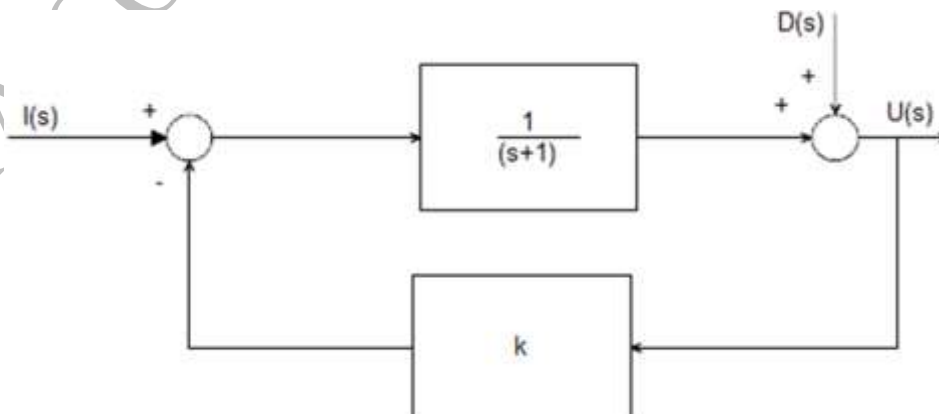 D(s)
+
I(s)
+
1
(s+1)
+
U(s)
-
k